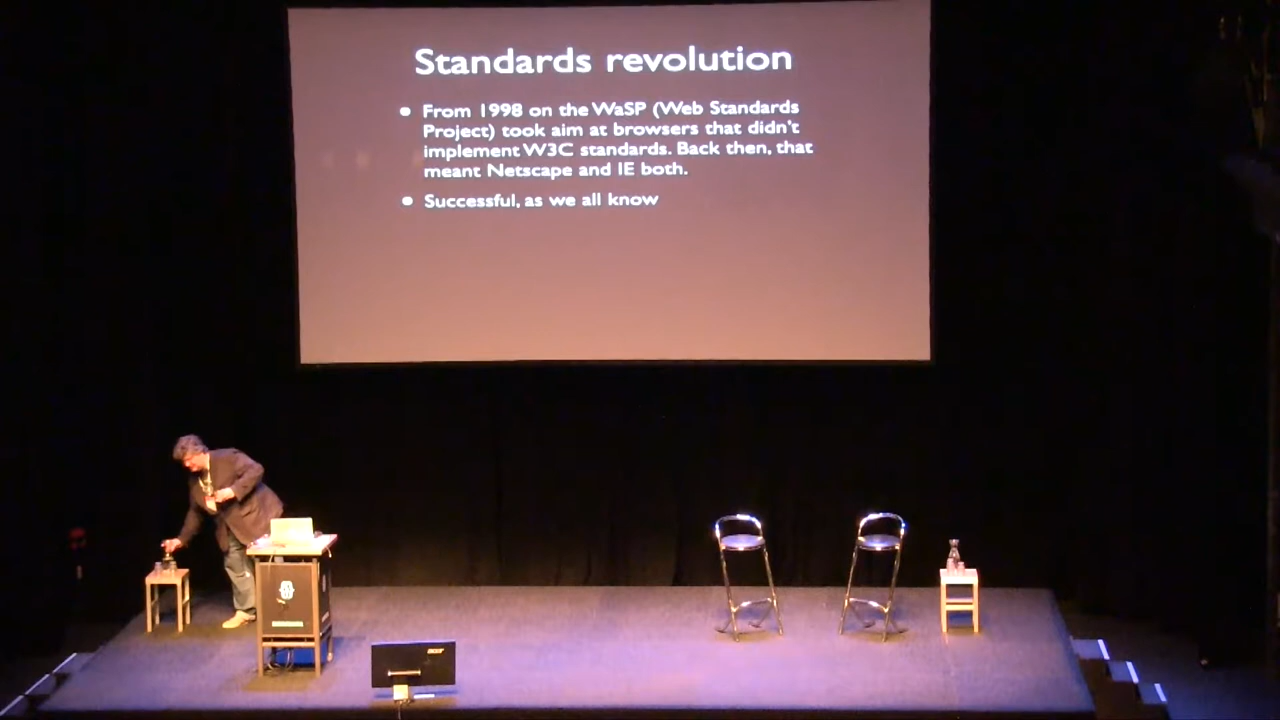 Standards revolution
• From 1998 on the WaSP (Web Standards
Project) took aim at browsers that didn't
implement W3C standards. Back then, that
meant Netscape and IE both.
• Successful, as we all know
acer